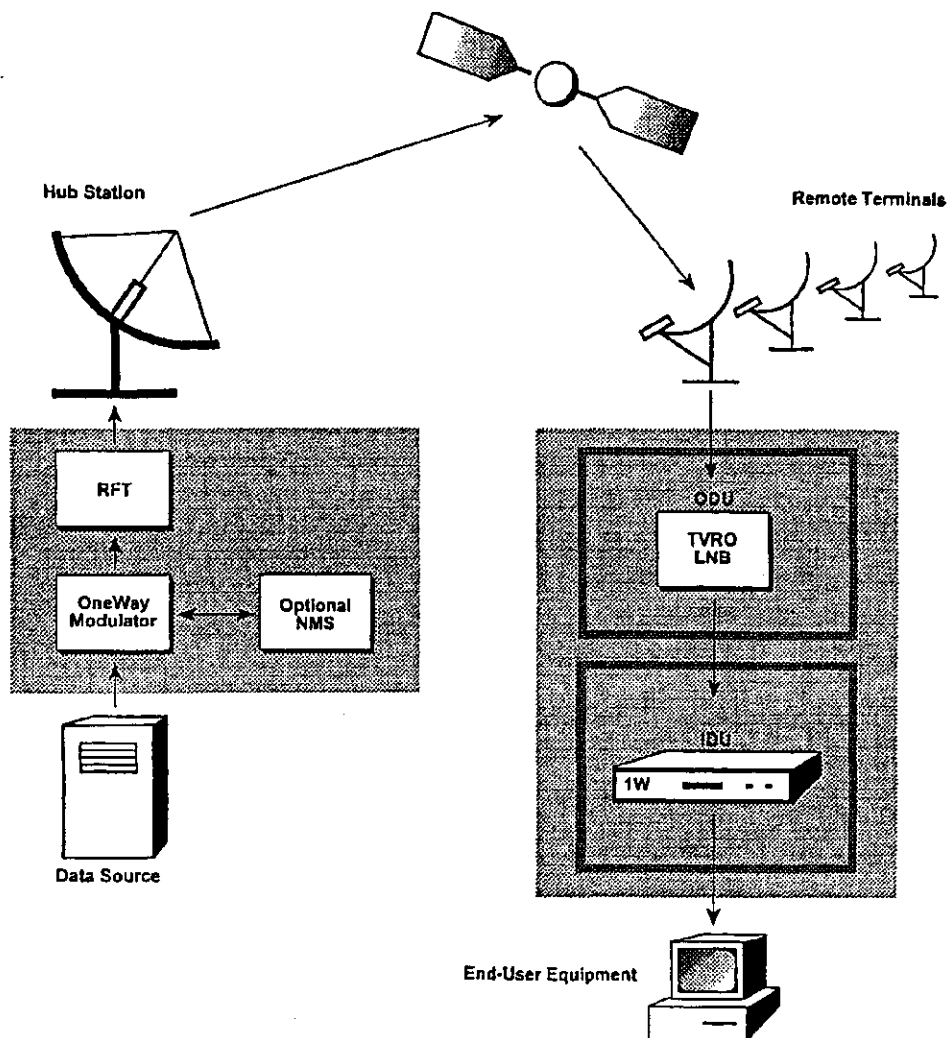 Hub Station
Remote Terminals
RFT
OneWay
Modulator
Optional
NMS
Data Source
ODU
TVRO
LNB
IDU
1W
End-User Equipment